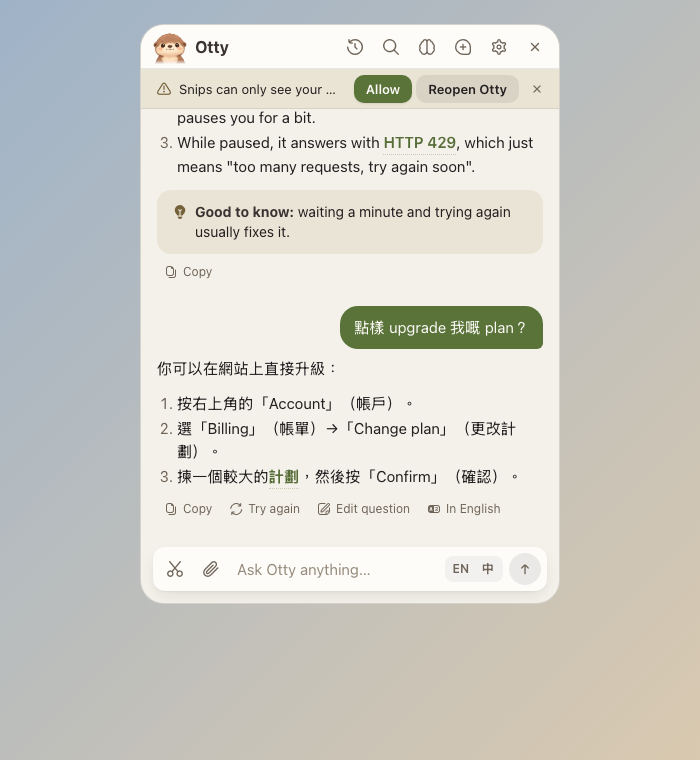 Otty
Snips can only see your ...
Allow
Reopen Otty
pauses you for a bit.
3. While paused, it answers with HTTP 429, which just
means "too many requests, try again soon".
Good to know: waiting a minute and trying again
usually fixes it.
Copy
點樣 upgrade 我嘅 plan？
你可以在網站上直接升級：
1. 按右上角的「Account」（帳戶）。
2. 選「Billing」（帳單）→「Change plan」（更改計
劃）。
3. 揀一個較大的計劃，然後按「Confirm」（確認）。
Copy
Try again
Edit question
In English
Ask Otty anything...
EN 中